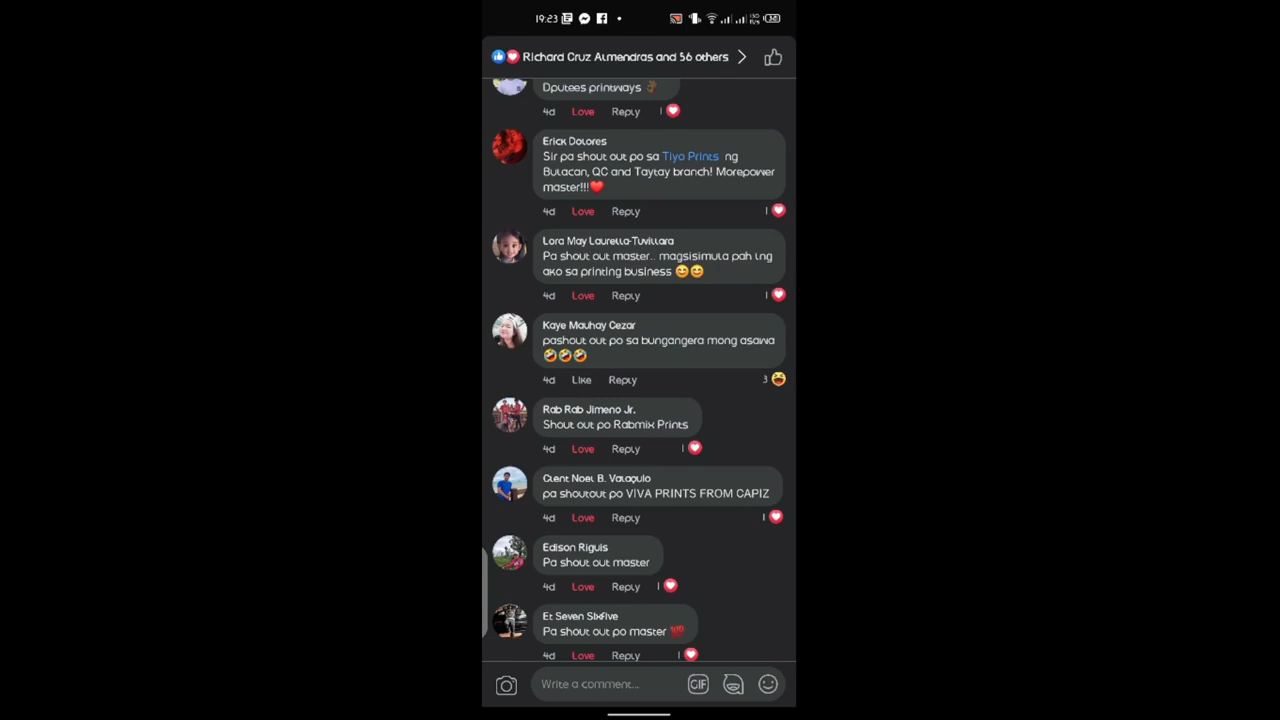 19:23
Richard Cruz Almendras and 56 others
Dputees printways
4d Love Reply 1
Erick Dolores
Sir pa shout out po sa Tiyo Prints ng
Bulacan, QC and Taytay branch! Morepower
master!!!❤️
4d Love Reply 1
Lora May Laurella-Tuvillara
Pa shout out master.. magsisimula pah lng
ako sa printing business 😊😊
4d Love Reply 1
Kaye Mauhay Cezar
pashout out po sa bungangera mong asawa
🤣🤣🤣
4d Like Reply 3
Rab Rab Jimeno Jr.
Shout out po Rabmix Prints
4d Love Reply 1
Clent Noel B. Valaquio
pa shoutout po VIVA PRINTS FROM CAPIZ
4d Love Reply 1
Edison Riguis
Pa shout out master
4d Love Reply 1
Et Seven Sixfive
Pa shout out po master 💯
4d Love Reply 1
Write a comment... GIF